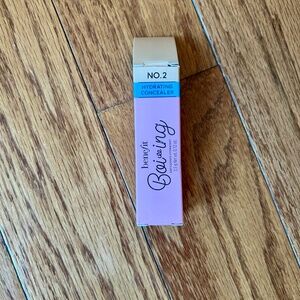 NO.2
HYDRATING
CONCEALER
benefit
Boi-ing